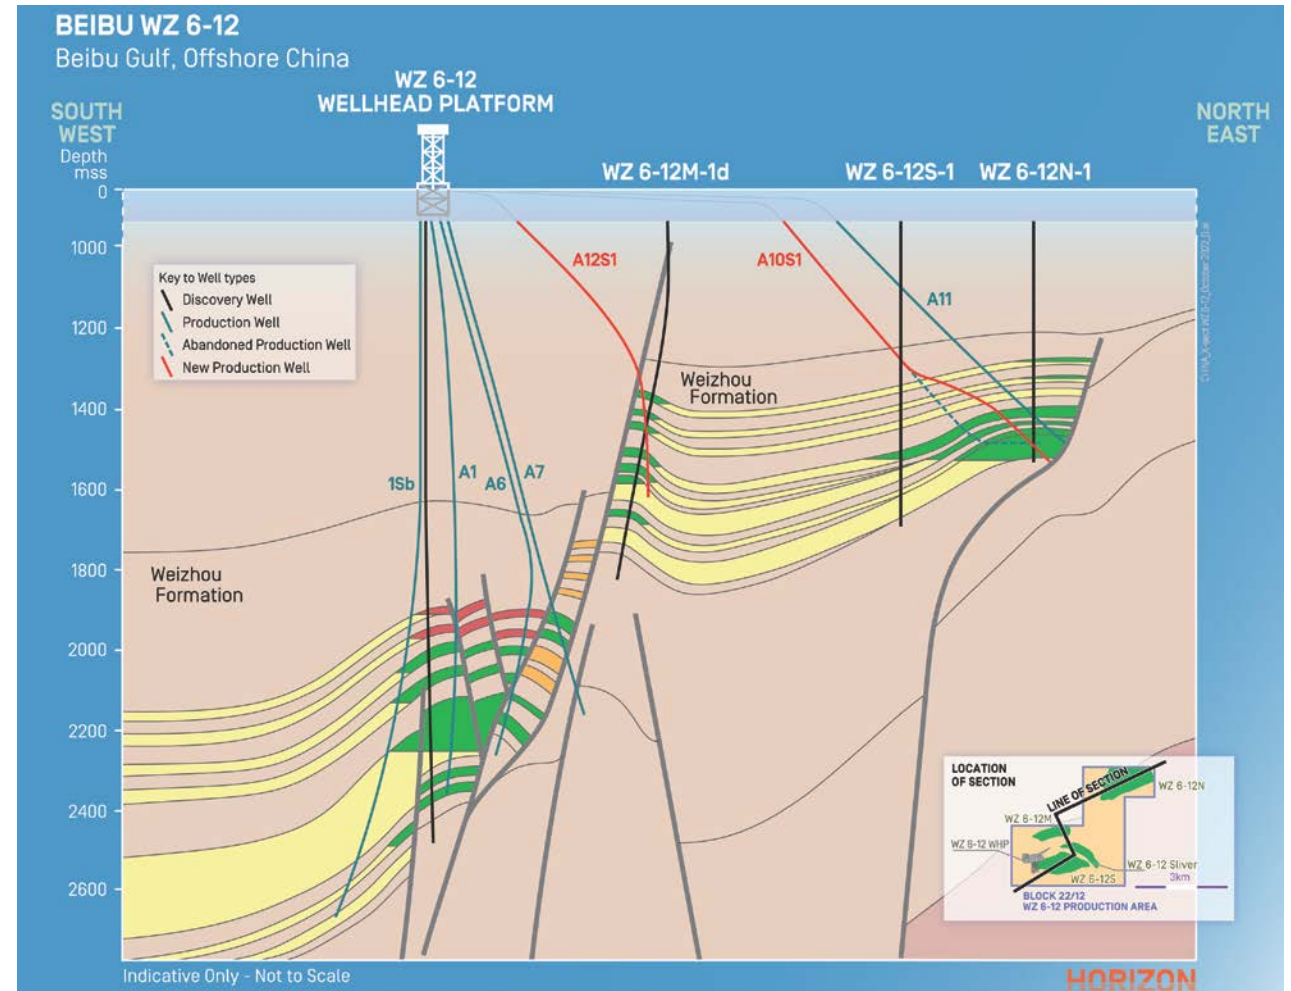 BEIBU WZ 6-12
Beibu Gulf, Offshore China
WZ 6-12
WELLHEAD PLATFORM
SOUTH
WEST
NORTH
EAST
Depth
mss
WZ 6-12M-1d
WZ 6-12S-1
WZ 6-12N-1
0
1000
1200
1400
1600
1800
2000
2200
2400
2600
Key to Well types
Discovery Well
Production Well
Abandoned Production Well
New Production Well
A12S1
A10S1
A11
Weizhou
Formation
1Sb
A1
A6
A7
Weizhou
Formation
LOCATION
OF SECTION
LINE OF SECTION
WZ 6-12N
WZ 6-12M
WZ 6-12 WHP
WZ 6-12 Sliver
WZ 6-12S
3km
BLOCK 22/12
WZ 6-12 PRODUCTION AREA
Indicative Only - Not to Scale
HORIZON